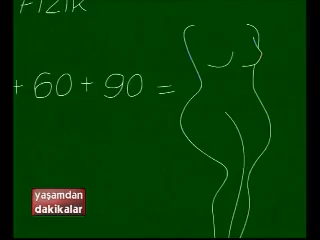 FİZİK
+ 60 + 90 =
yaşamdan
dakikalar